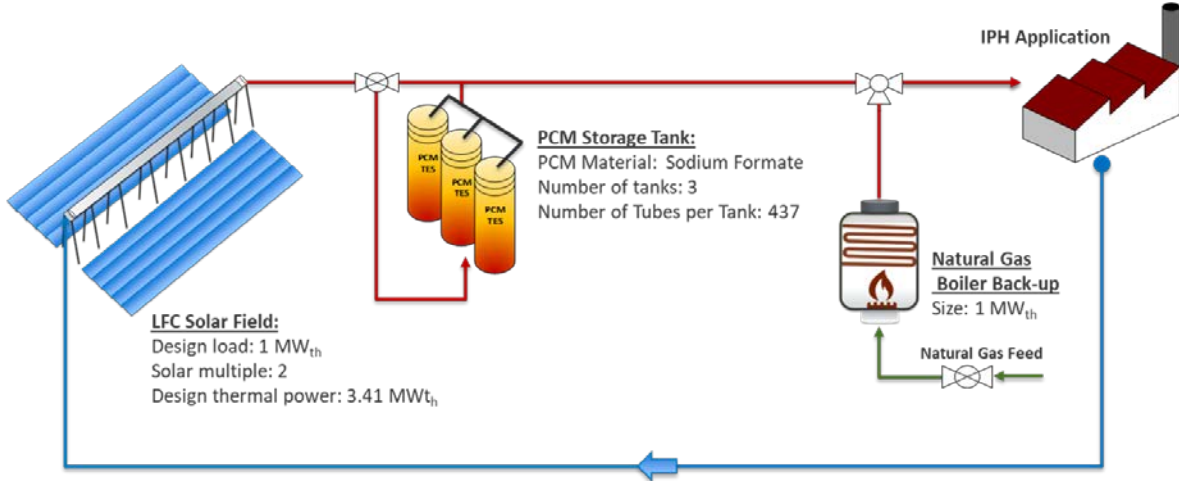 IPH Application
PCM Storage Tank:
PCM Material: Sodium Formate
Number of tanks: 3
Number of Tubes per Tank: 437
PCM
TES
PCM
TES
PCM
TES
Natural Gas
Boiler Back-up
Size: 1 MWth
LFC Solar Field:
Design load: 1 MWth
Solar multiple: 2
Design thermal power: 3.41 MWth
Natural Gas Feed